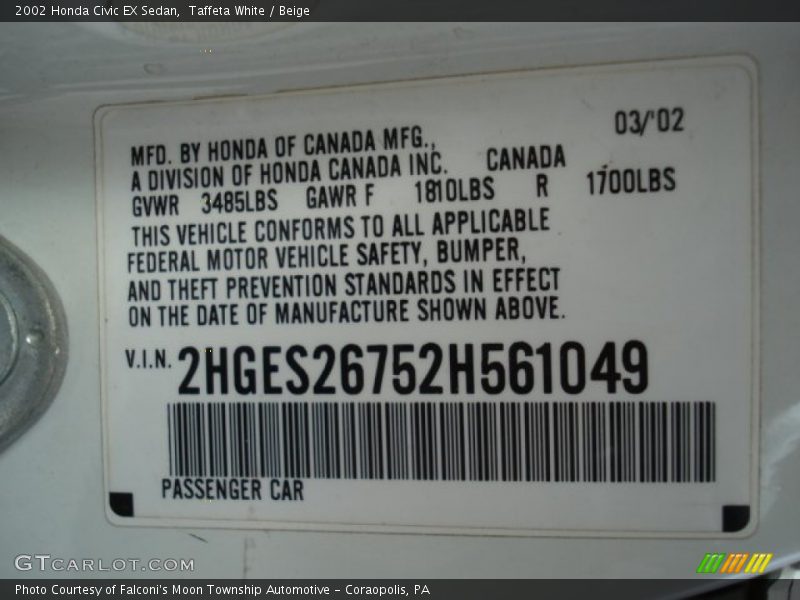 2002 Honda Civic EX Sedan, Taffeta White / Beige
03/'02
MFD. BY HONDA OF CANADA MFG.,
A DIVISION OF HONDA CANADA INC. CANADA
GVWR 3485LBS GAWR F 1810LBS R 1700LBS
THIS VEHICLE CONFORMS TO ALL APPLICABLE
FEDERAL MOTOR VEHICLE SAFETY, BUMPER,
AND THEFT PREVENTION STANDARDS IN EFFECT
ON THE DATE OF MANUFACTURE SHOWN ABOVE.
V.I.N. 2HGES26752H561049
PASSENGER CAR
GTCARLOT.COM
Photo Courtesy of Falconi's Moon Township Automotive - Coraopolis, PA